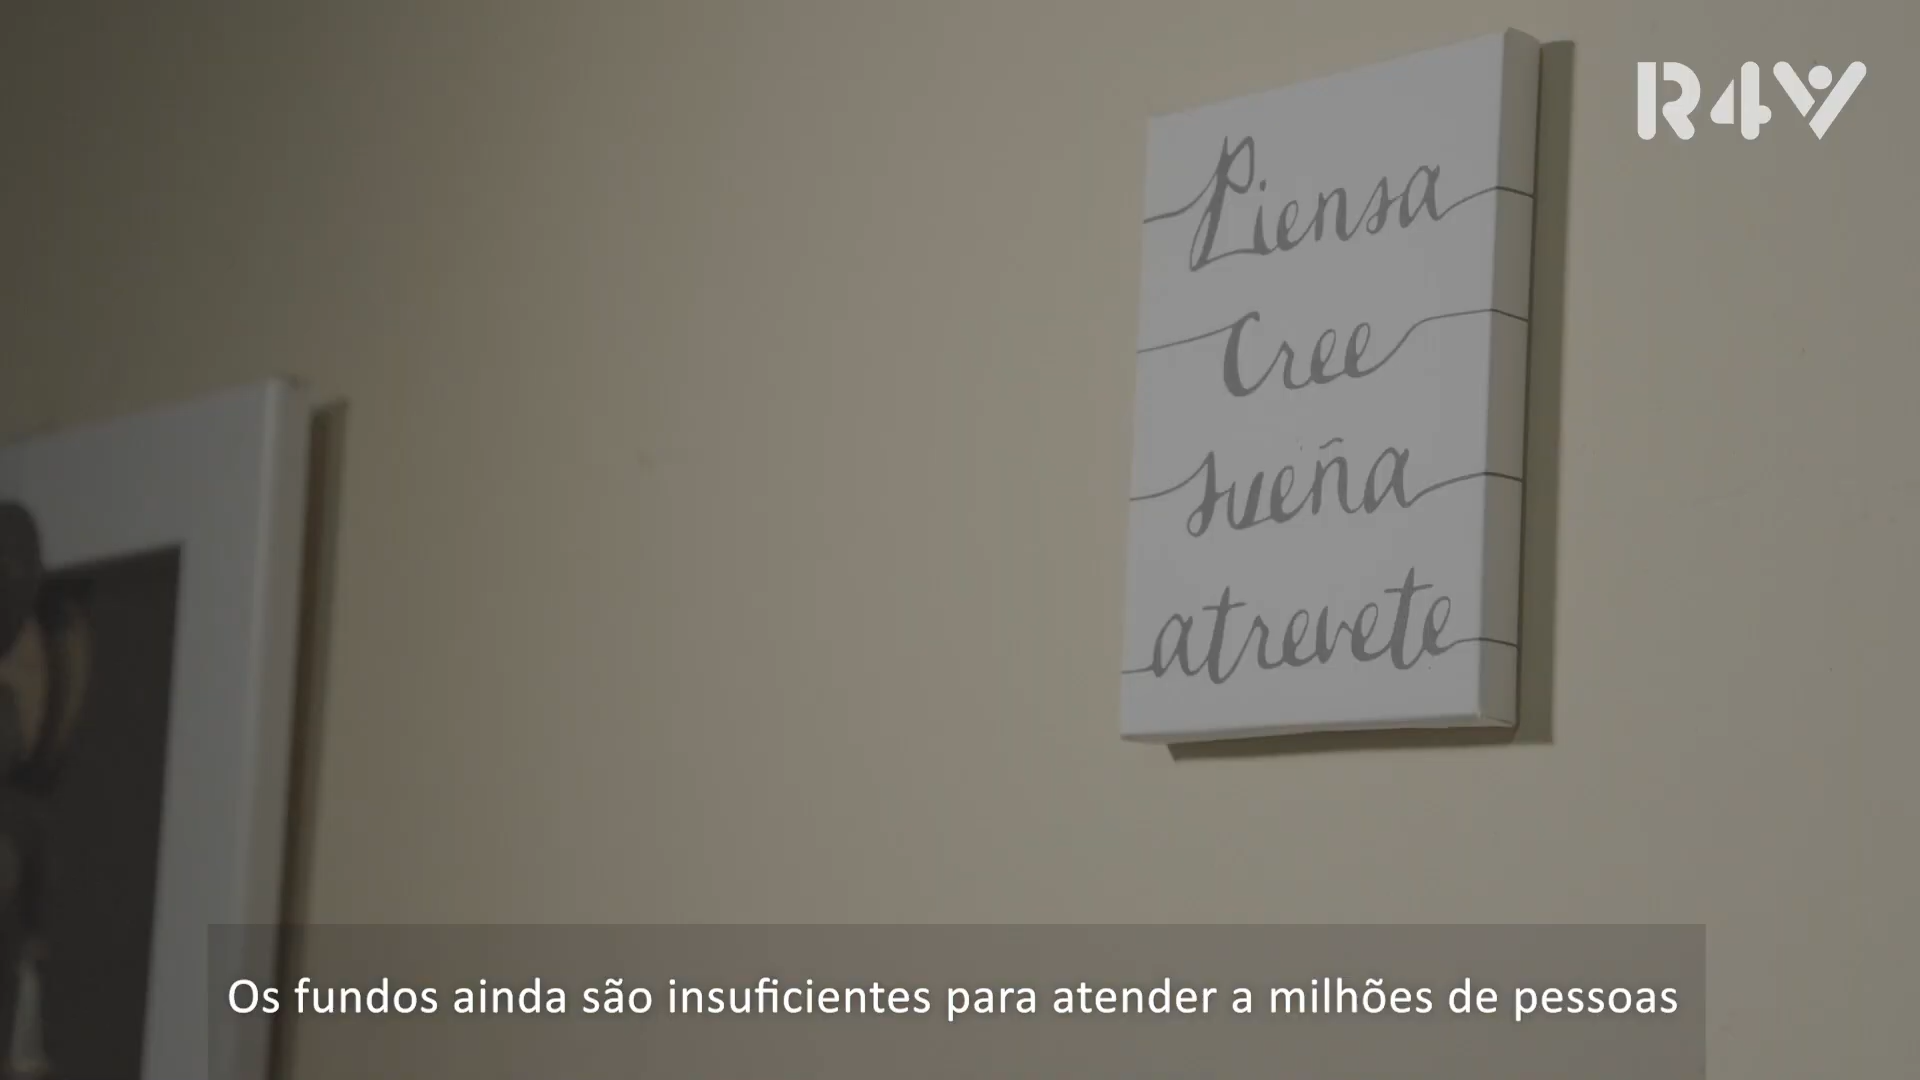 R4V
Piensa
Cree
sueña
atrevete
Os fundos ainda são insuficientes para atender a milhões de pessoas